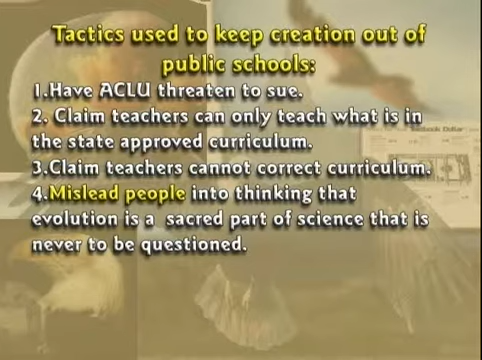 Tactics used to keep creation out of
public schools:
1.Have ACLU threaten to sue.
2. Claim teachers can only teach what is in
the state approved curriculum.
3.Claim teachers cannot correct curriculum.
4.Mislead people into thinking that
evolution is a sacred part of science that is
never to be questioned.